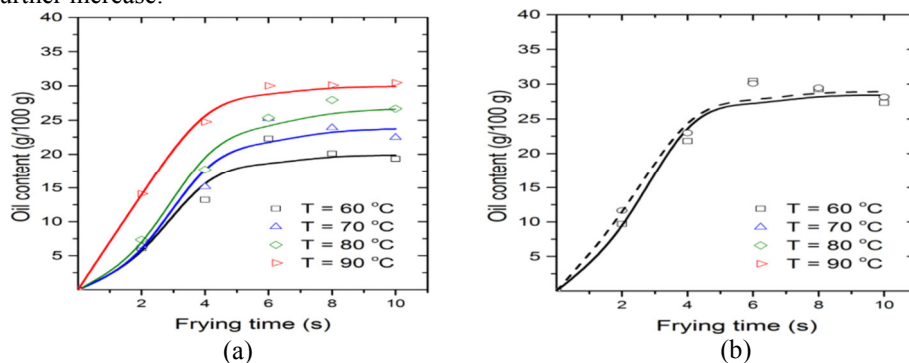 further increase.
40
35
30
25
20
15
10
5
Oil content (g/100 g)
T = 60 °C
T = 70 °C
T = 80 °C
T = 90 °C
2 4 6 8 10
Frying time (s)
(a)
40
35
30
25
20
15
10
5
Oil content (g/100 g)
T = 60 °C
T = 70 °C
T = 80 °C
T = 90 °C
2 4 6 8 10
Frying time (s)
(b)